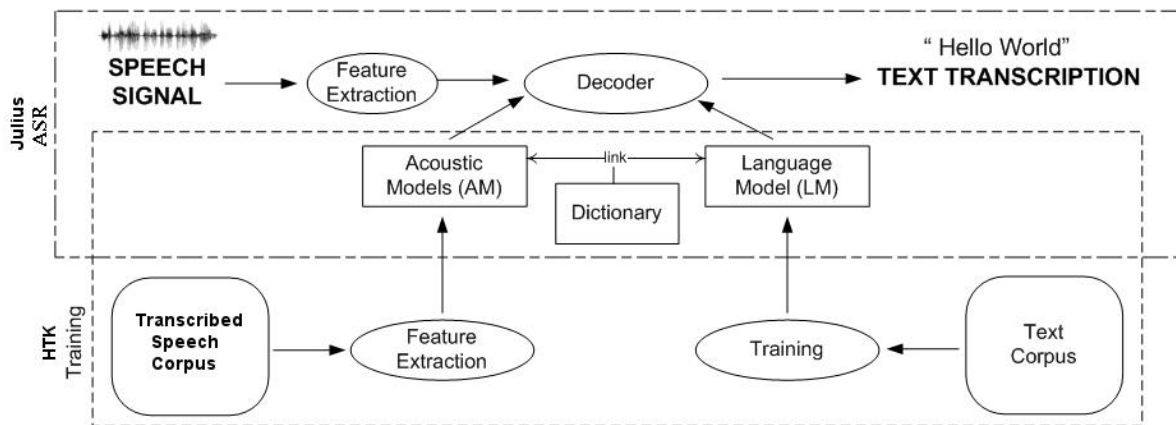 SPEECH
SIGNAL
Feature
Extraction
Decoder
“ Hello World”
TEXT TRANSCRIPTION
Julius
ASR
Acoustic
Models (AM)
link
Language
Model (LM)
Dictionary
HTK
Training
Transcribed
Speech
Corpus
Feature
Extraction
Training
Text
Corpus